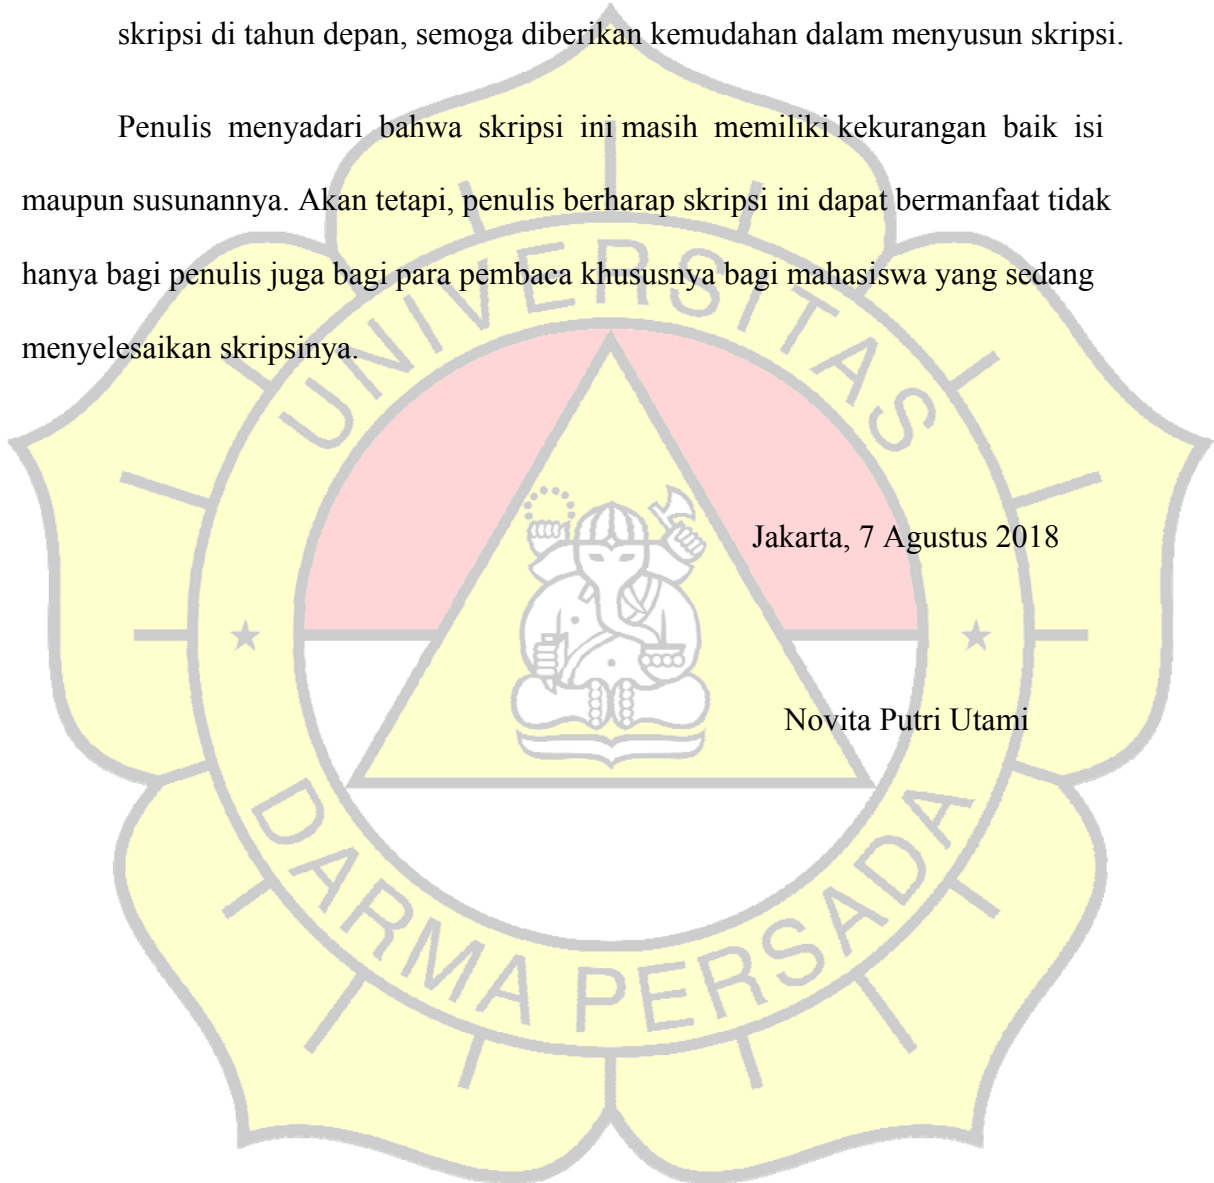 skripsi di tahun depan, semoga diberikan kemudahan dalam menyusun skripsi.
Penulis menyadari bahwa skripsi ini masih memiliki kekurangan baik isi
maupun susunannya. Akan tetapi, penulis berharap skripsi ini dapat bermanfaat tidak
hanya bagi penulis juga bagi para pembaca khususnya bagi mahasiswa yang sedang
menyelesaikan skripsinya.
UNIVERSITAS
Jakarta, 7 Agustus 2018
Novita Putri Utami
DARMA PERSADA